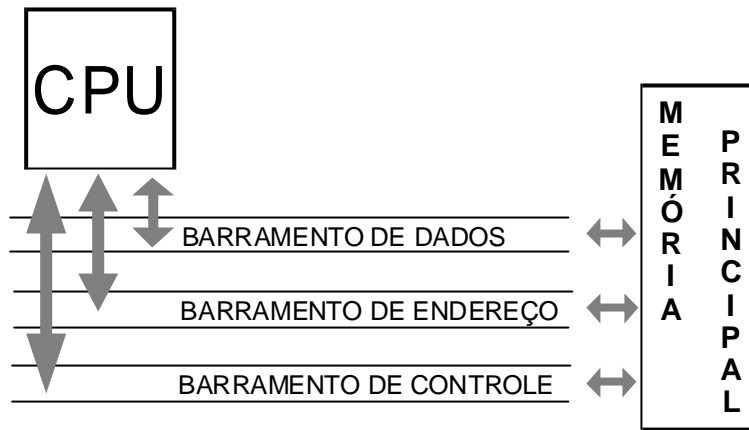 CPU
BARRAMENTO DE DADOS
BARRAMENTO DE ENDEREÇO
BARRAMENTO DE CONTROLE
MEMÓRIA
PRINCIPAL